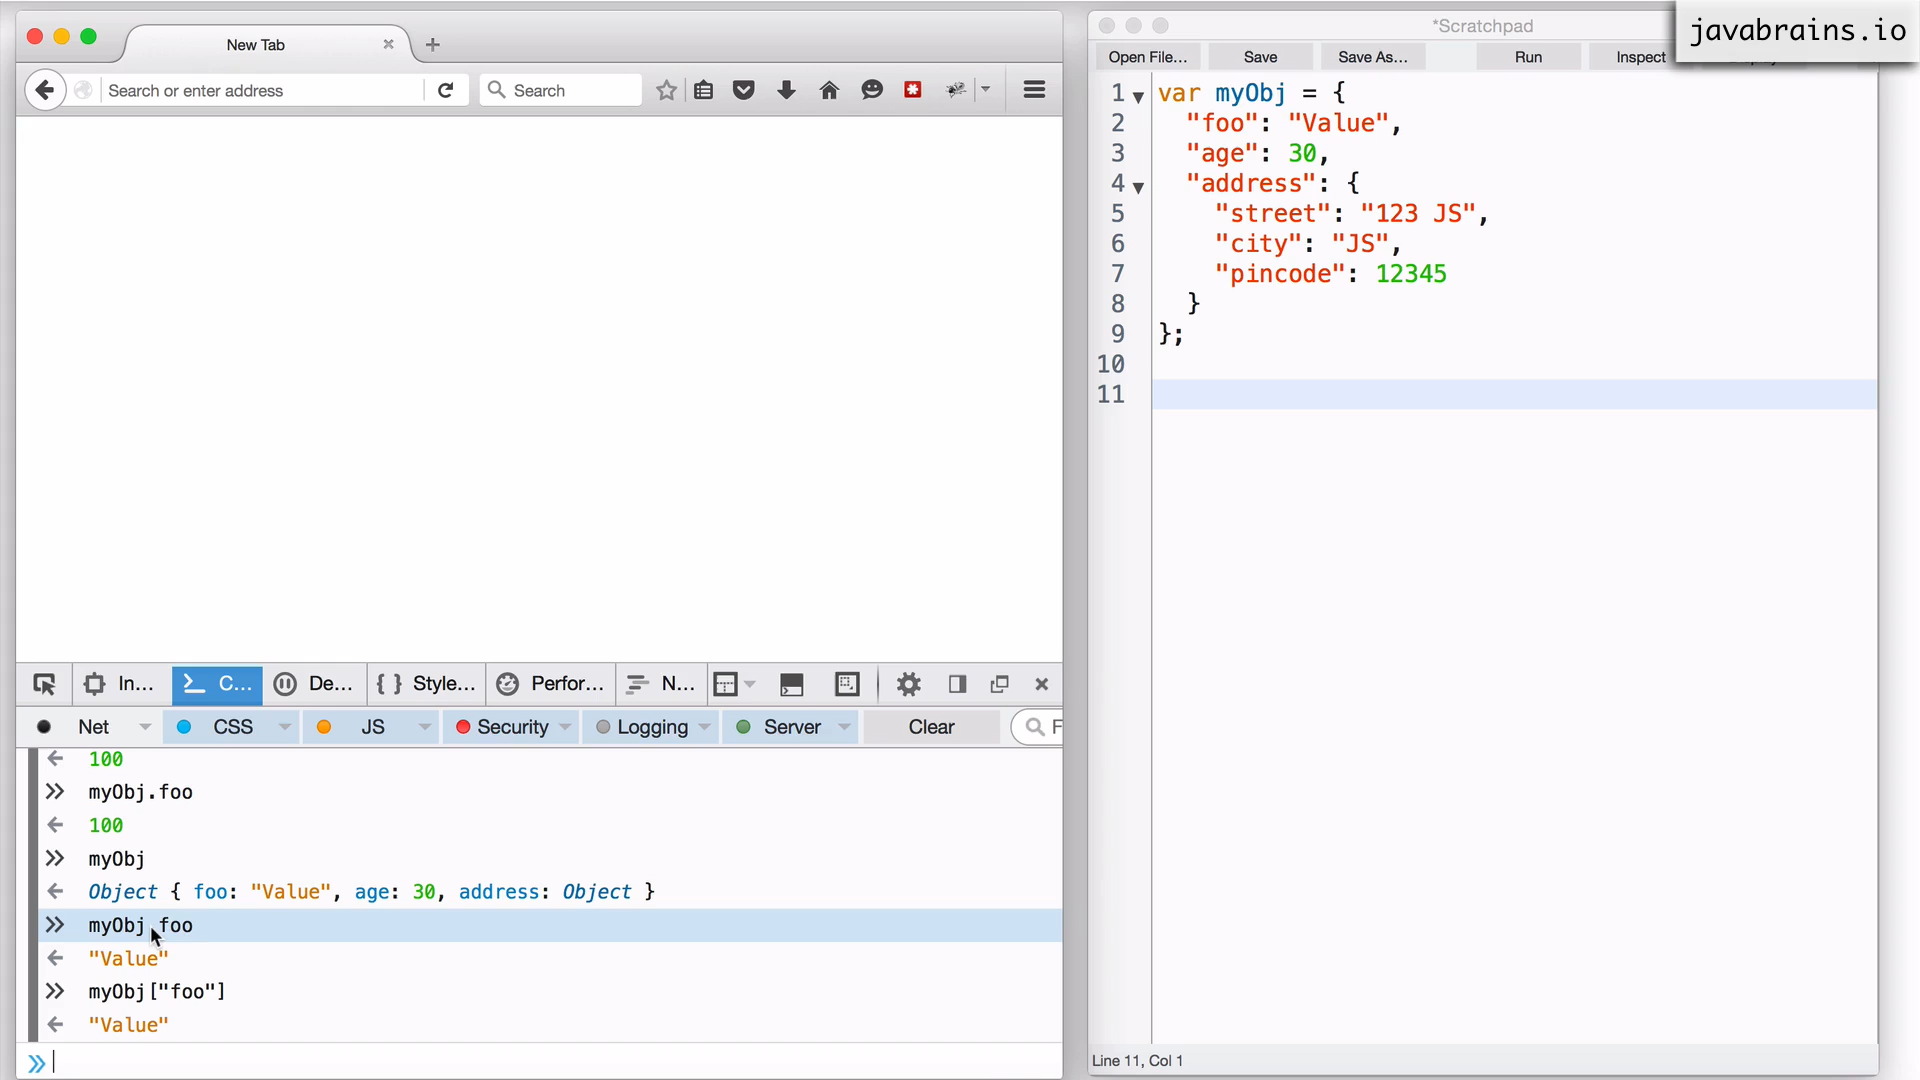 New Tab
Search or enter address
Search
In...
C...
De...
Style...
Perfor...
N...
Net
CSS
JS
Security
Logging
Server
Clear
F
100
myObj.foo
100
myObj
Object { foo: "Value", age: 30, address: Object }
myObj.foo
"Value"
myObj["foo"]
"Value"
*Scratchpad
javabrains.io
Open File...
Save
Save As...
Run
Inspect
1 var myObj = {
2 "foo": "Value",
3 "age": 30,
4 "address": {
5 "street": "123 JS",
6 "city": "JS",
7 "pincode": 12345
8 }
9 };
10
11
Line 11, Col 1